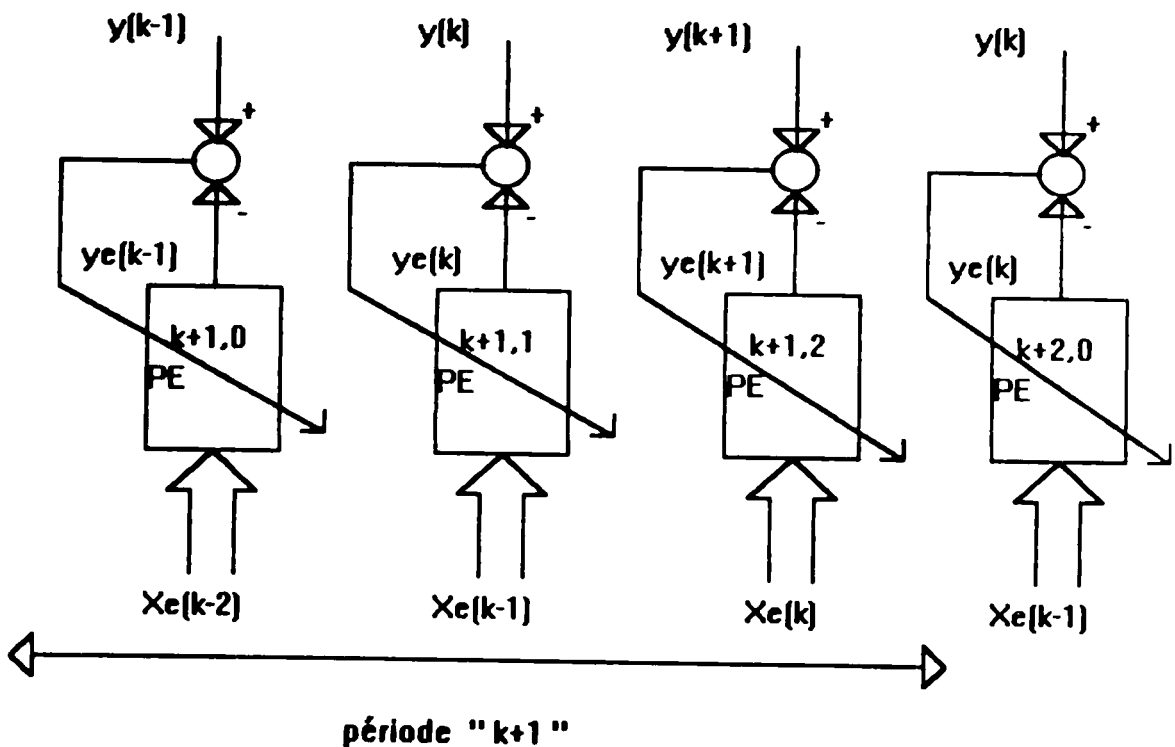 y(k-1) y(k) y(k+1) y(k)
+ + + +
- - - -
ye(k-1) ye(k) ye(k+1) ye(k)
k+1,0 k+1,1 k+1,2 k+2,0
PE PE PE PE
Xe(k-2) Xe(k-1) Xe(k) Xe(k-1)
période "k+1"